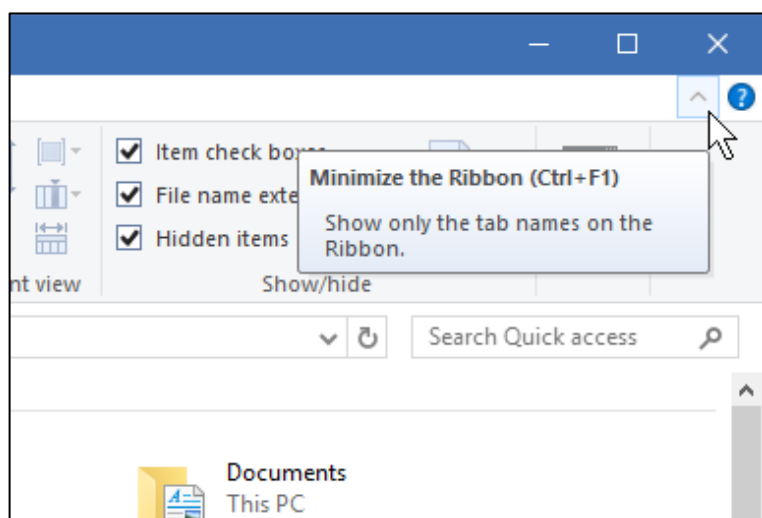 Item check boxes
Minimize the Ribbon (Ctrl+F1)
File name exte
Show only the tab names on the
Ribbon.
Hidden items
nt view
Show/hide
Search Quick access
Documents
This PC